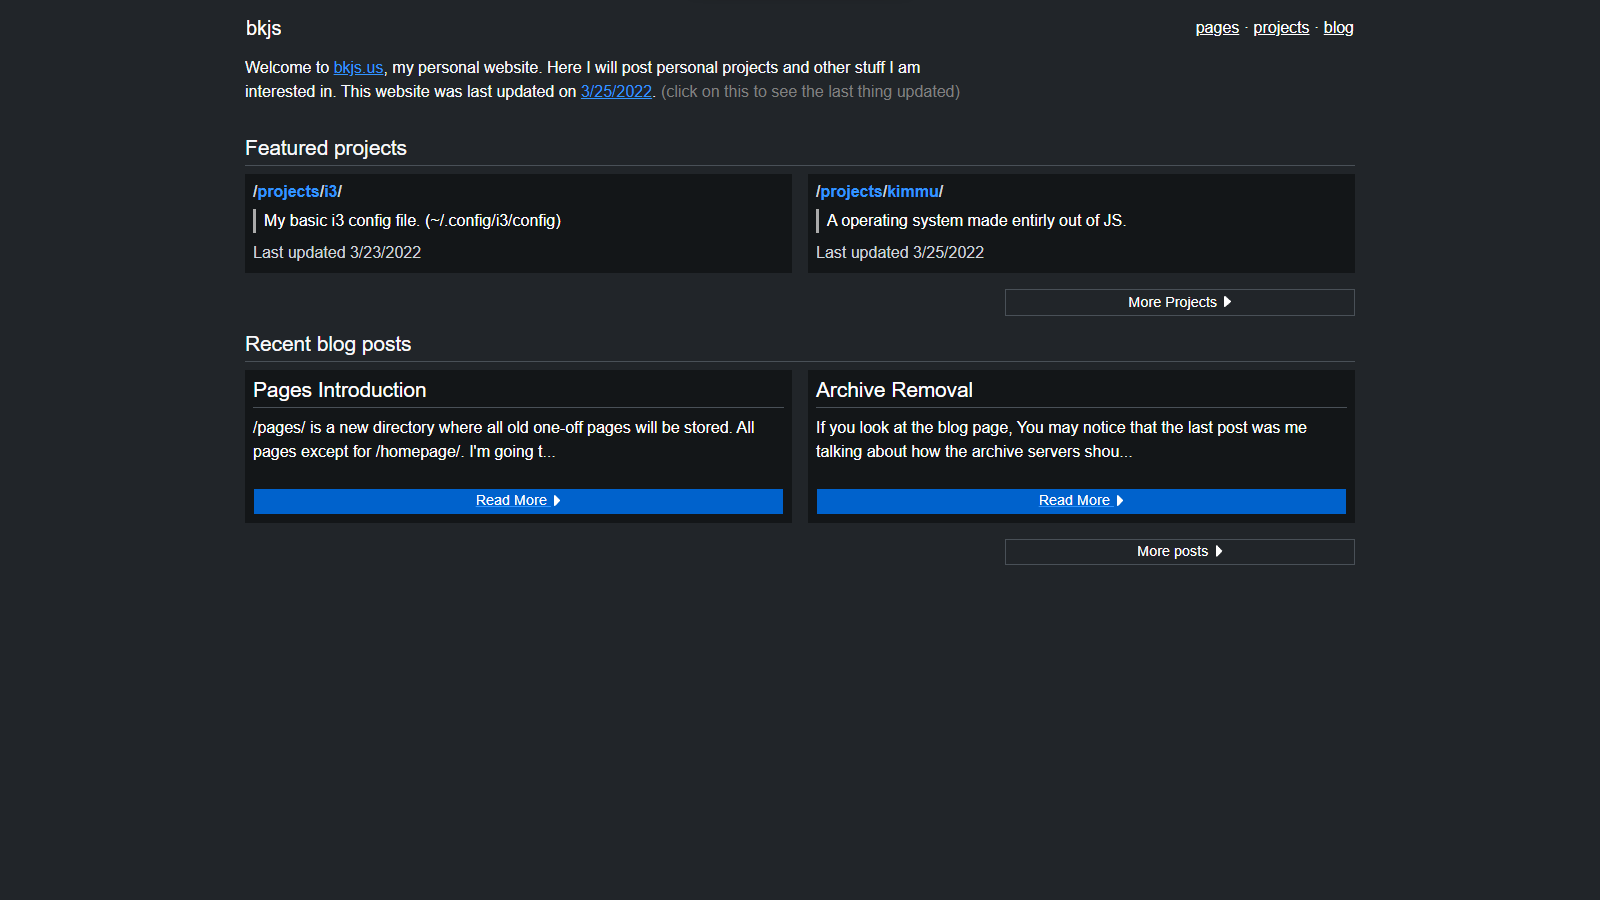 bkjs
pages · projects · blog
Welcome to bkjs.us, my personal website. Here I will post personal projects and other stuff I am
interested in. This website was last updated on 3/25/2022. (click on this to see the last thing updated)
Featured projects
/projects/i3/
My basic i3 config file. (~/.config/i3/config)
Last updated 3/23/2022
/projects/kimmu/
A operating system made entirly out of JS.
Last updated 3/25/2022
More Projects
Recent blog posts
Pages Introduction
/pages/ is a new directory where all old one-off pages will be stored. All
pages except for /homepage/. I'm going t...
Read More
Archive Removal
If you look at the blog page, You may notice that the last post was me
talking about how the archive servers shou...
Read More
More posts